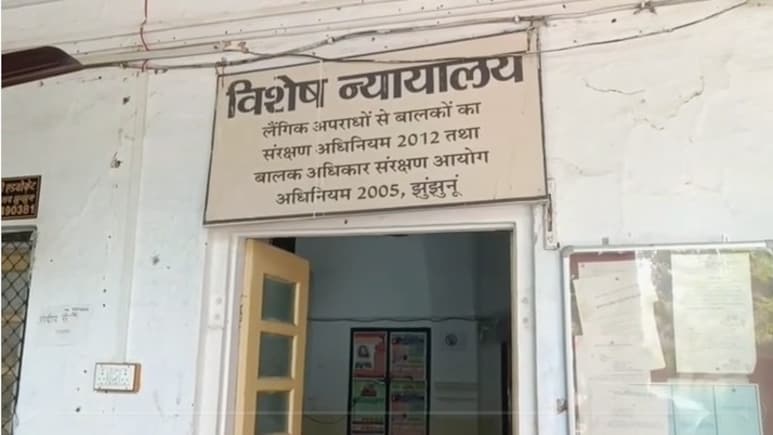 विशेष न्यायालय
लैंगिक अपराधों से बालकों का
संरक्षण अधिनियम 2012 तथा
बालक अधिकार संरक्षण आयोग
अधिनियम 2005, झुंझुनूं